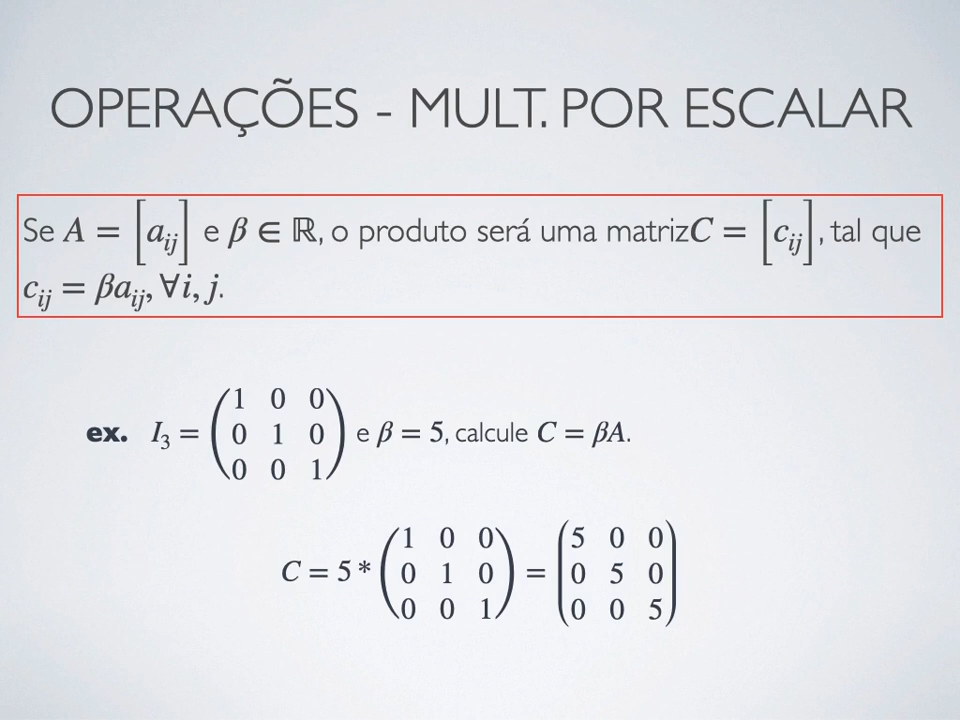 OPERAÇÕES - MULT. POR ESCALAR
Se A = [a_ij] e β ∈ ℝ, o produto será uma matriz C = [c_ij], tal que
c_ij = βa_ij, ∀i, j.
ex. I_3 = (1 0 0; 0 1 0; 0 0 1) e β = 5, calcule C = βA.
C = 5 * (1 0 0; 0 1 0; 0 0 1) = (5 0 0; 0 5 0; 0 0 5)